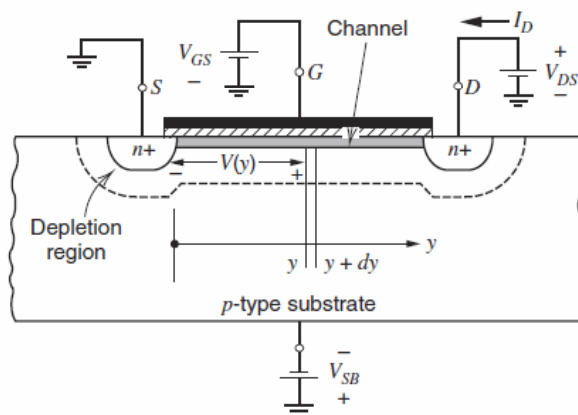 Channel
I_D
V_GS
–
G
S
D
+
V_DS
–
n+
n+
–
V(y)
+
Depletion
region
y
y
y + dy
p-type substrate
–
V_SB
+